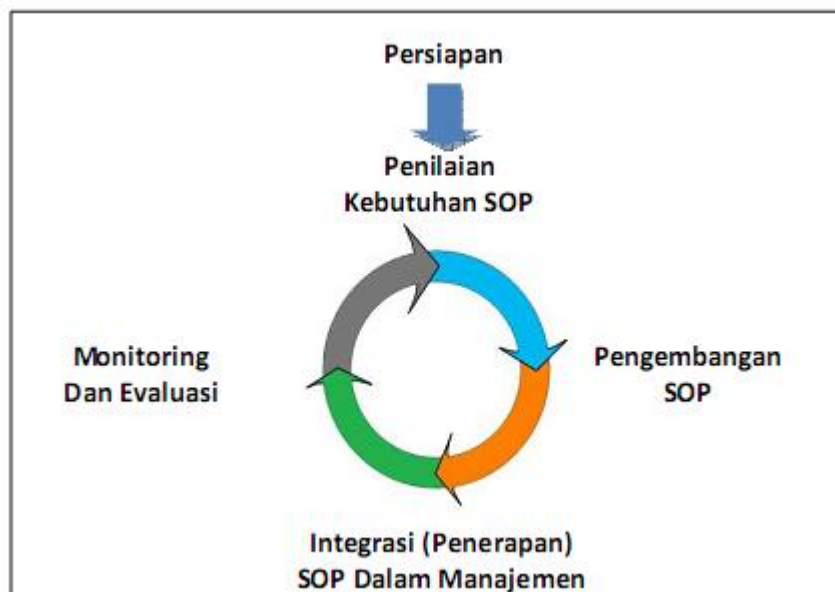 Persiapan
Penilaian
Kebutuhan SOP
Monitoring
Dan Evaluasi
Pengembangan
SOP
Integrasi (Penerapan)
SOP Dalam Manajemen